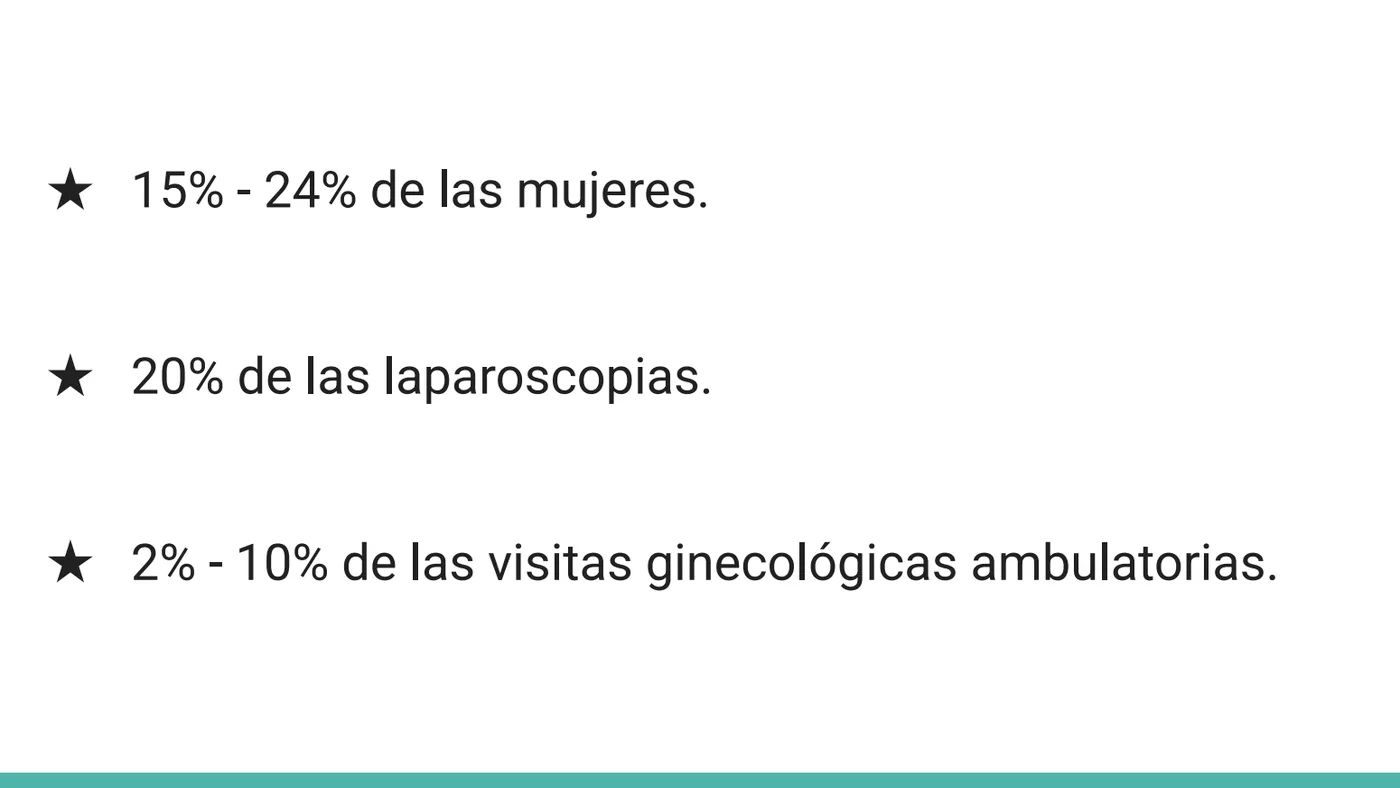 ★ 15% - 24% de las mujeres.
★ 20% de las laparoscopias.
★ 2% - 10% de las visitas ginecológicas ambulatorias.